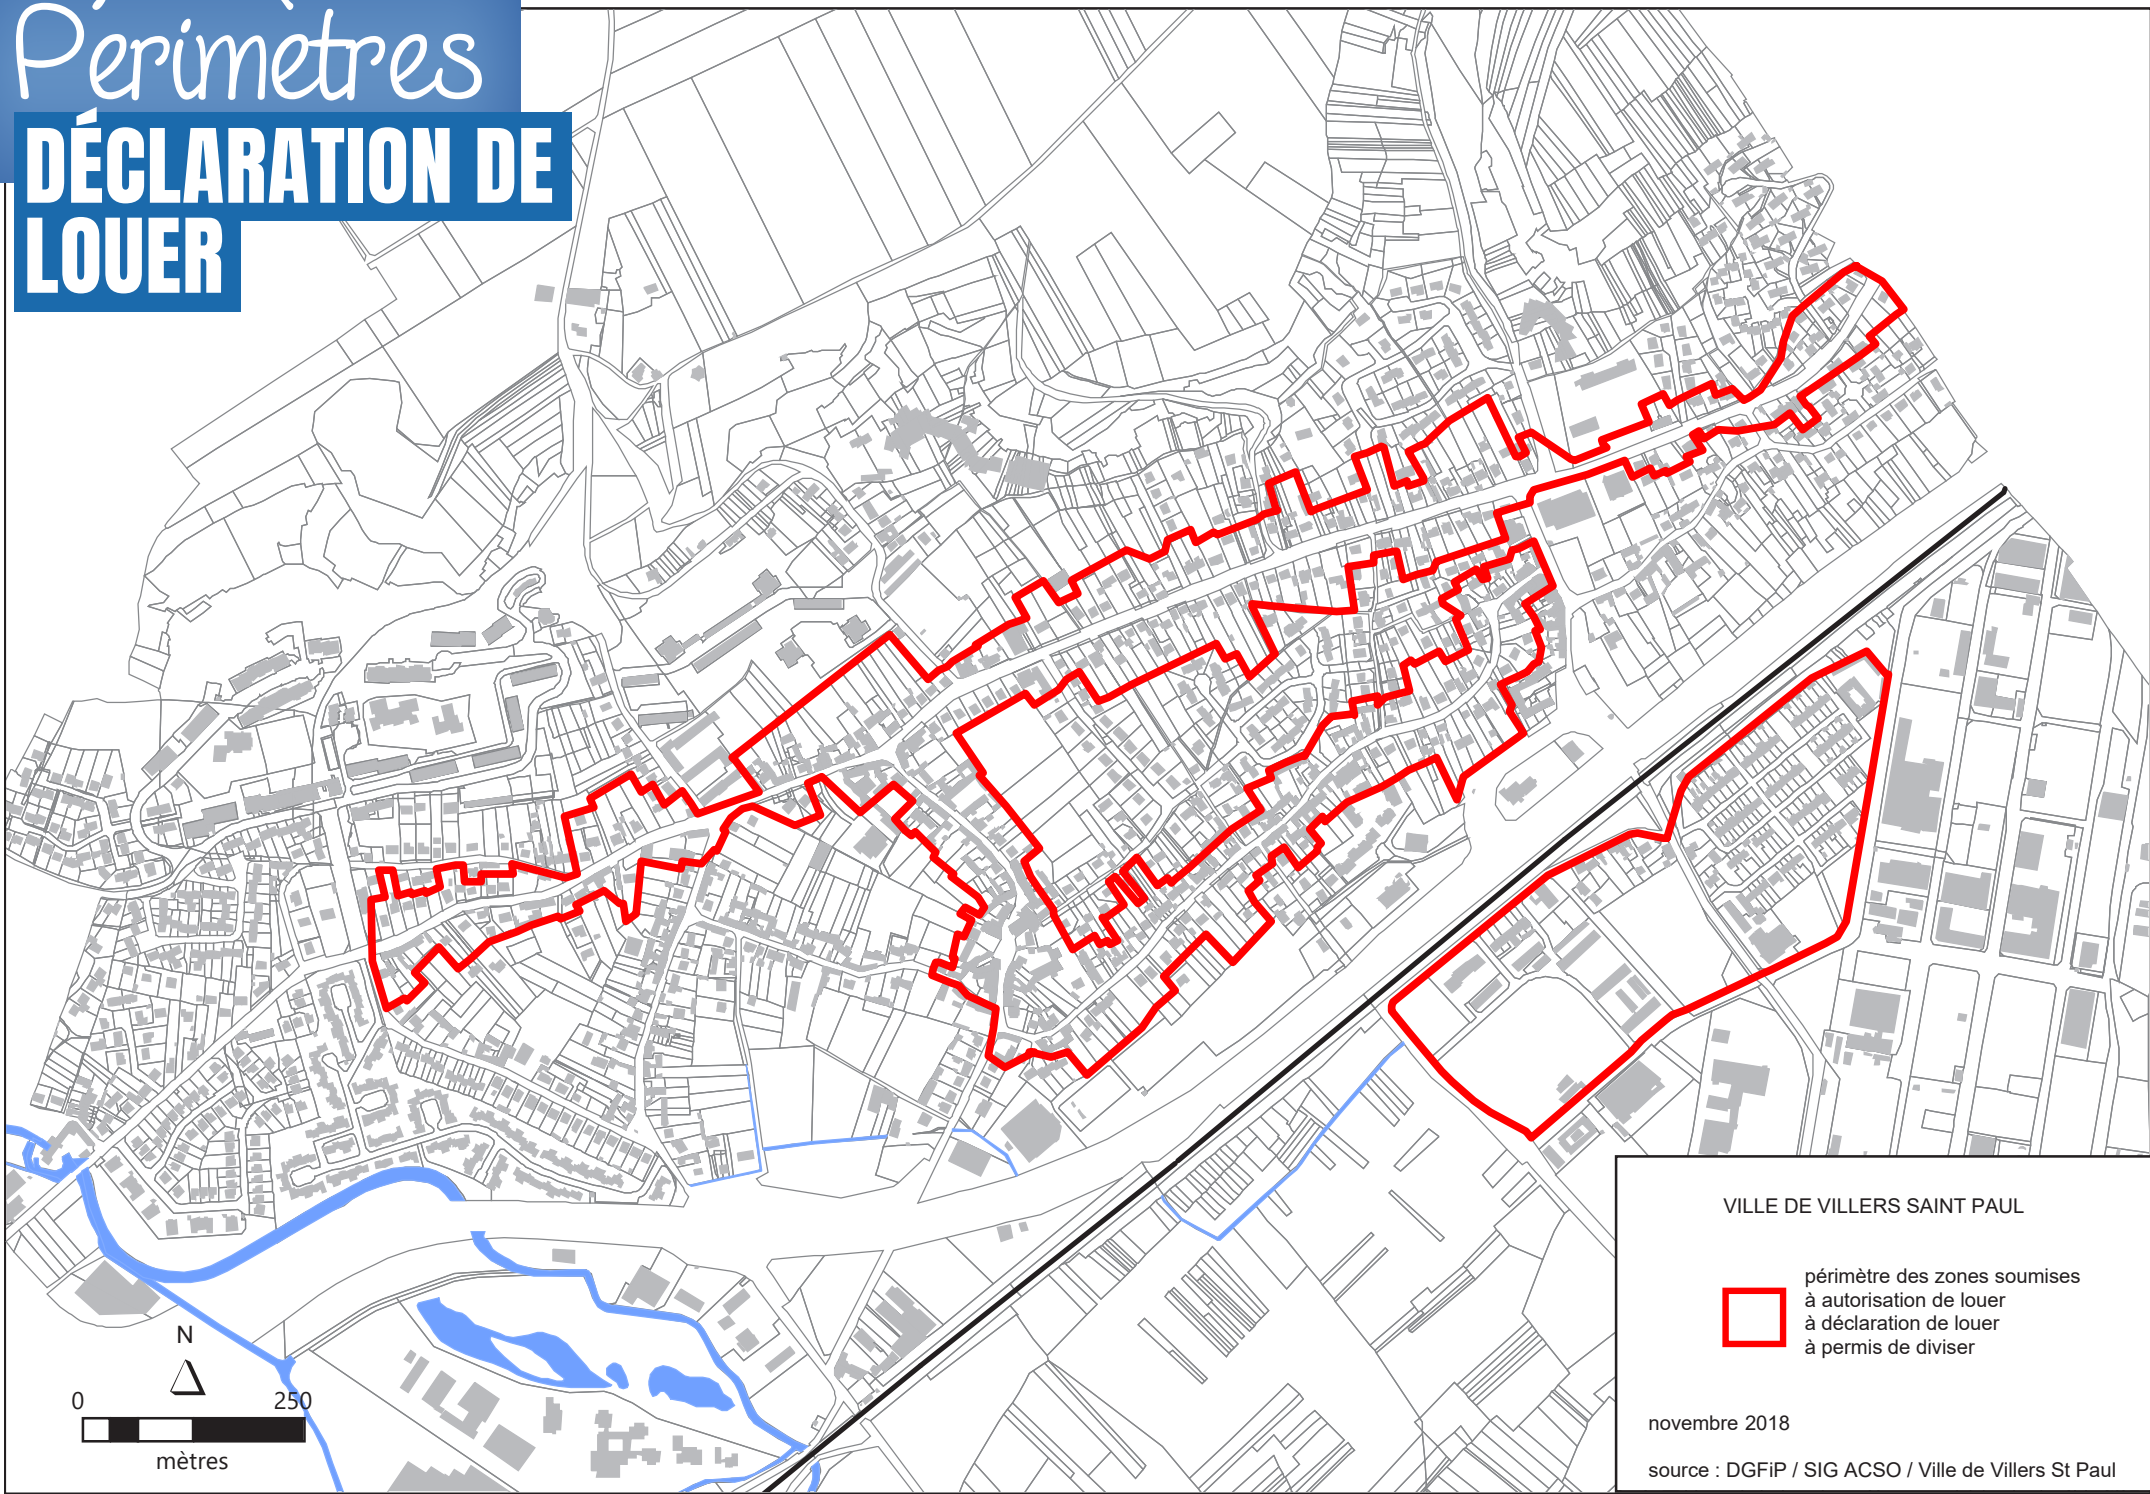 Périmètres
DÉCLARATION DE
LOUER
VILLE DE VILLERS SAINT PAUL
périmètre des zones soumises
à autorisation de louer
à déclaration de louer
à permis de diviser
novembre 2018
source : DGFiP / SIG ACSO / Ville de Villers St Paul
N
0 250
mètres